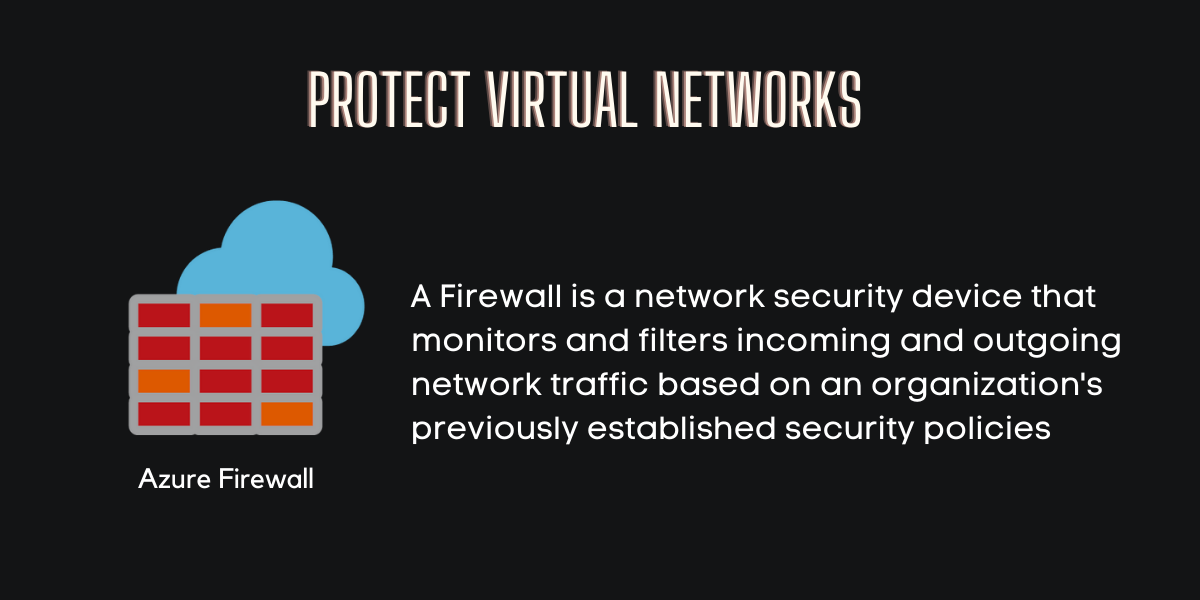 PROTECT VIRTUAL NETWORKS
A Firewall is a network security device that
monitors and filters incoming and outgoing
network traffic based on an organization's
previously established security policies
Azure Firewall